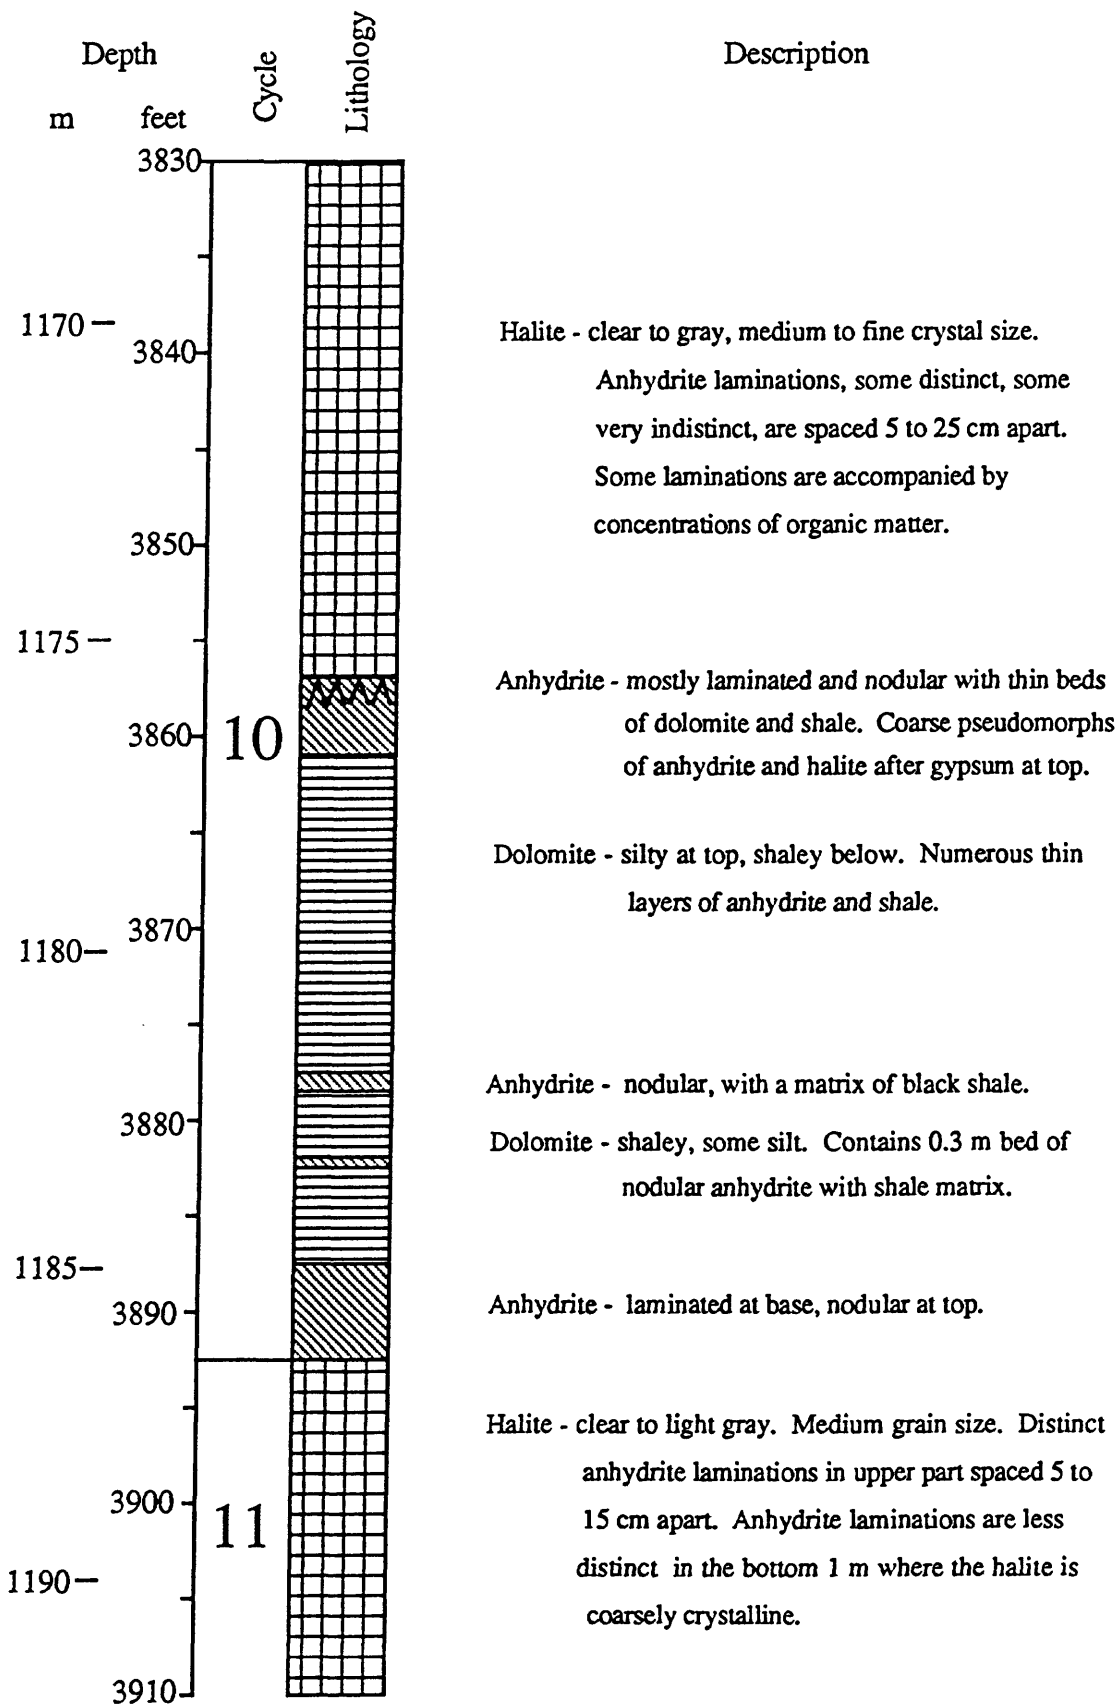 Depth
Cycle
Lithology
Description
m
feet
3830
1170
3840
Halite - clear to gray, medium to fine crystal size.
Anhydrite laminations, some distinct, some
very indistinct, are spaced 5 to 25 cm apart.
Some laminations are accompanied by
concentrations of organic matter.
3850
1175
Anhydrite - mostly laminated and nodular with thin beds
of dolomite and shale. Coarse pseudomorphs
of anhydrite and halite after gypsum at top.
3860
10
Dolomite - silty at top, shaley below. Numerous thin
layers of anhydrite and shale.
3870
1180
Anhydrite - nodular, with a matrix of black shale.
3880
Dolomite - shaley, some silt. Contains 0.3 m bed of
nodular anhydrite with shale matrix.
1185
3890
Anhydrite - laminated at base, nodular at top.
Halite - clear to light gray. Medium grain size. Distinct
anhydrite laminations in upper part spaced 5 to
15 cm apart. Anhydrite laminations are less
distinct in the bottom 1 m where the halite is
coarsely crystalline.
3900
11
1190
3910